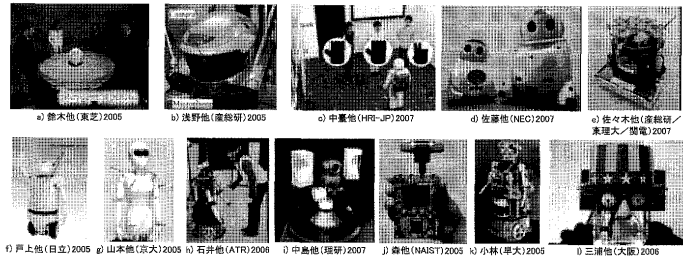 Camera
a) 鈴木他(東芝)2005
b) 浅野他(産総研)2005
c) 中臺他(HRI-JP)2007
d) 佐藤他(NEC)2007
e) 佐々木他(産総研/
東理大/関電)2007
f) 戸上他(日立)2005
g) 山本他(京大)2005
h) 石井他(ATR)2006
i) 中島他(理研)2007
j) 森他(NAIST)2005
k) 小林(早大)2005
l) 三浦他(大阪)2006